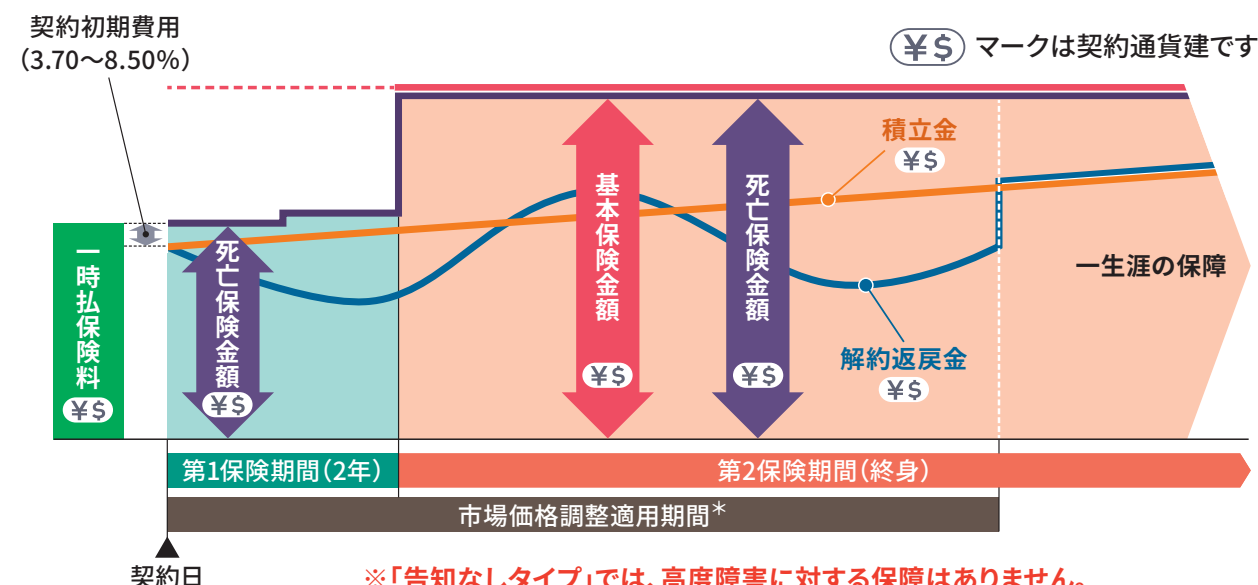 契約初期費用
（3.70〜8.50％）
¥$ マークは契約通貨建です
一時払保険料
¥$
死亡保険金額
¥$
基本保険金額
¥$
死亡保険金額
¥$
積立金
¥$
解約返戻金
¥$
一生涯の保障
第1保険期間（2年）
第2保険期間（終身）
市場価格調整適用期間＊
契約日
※「告知なしタイプ」では、高度障害に対する保障はありません。